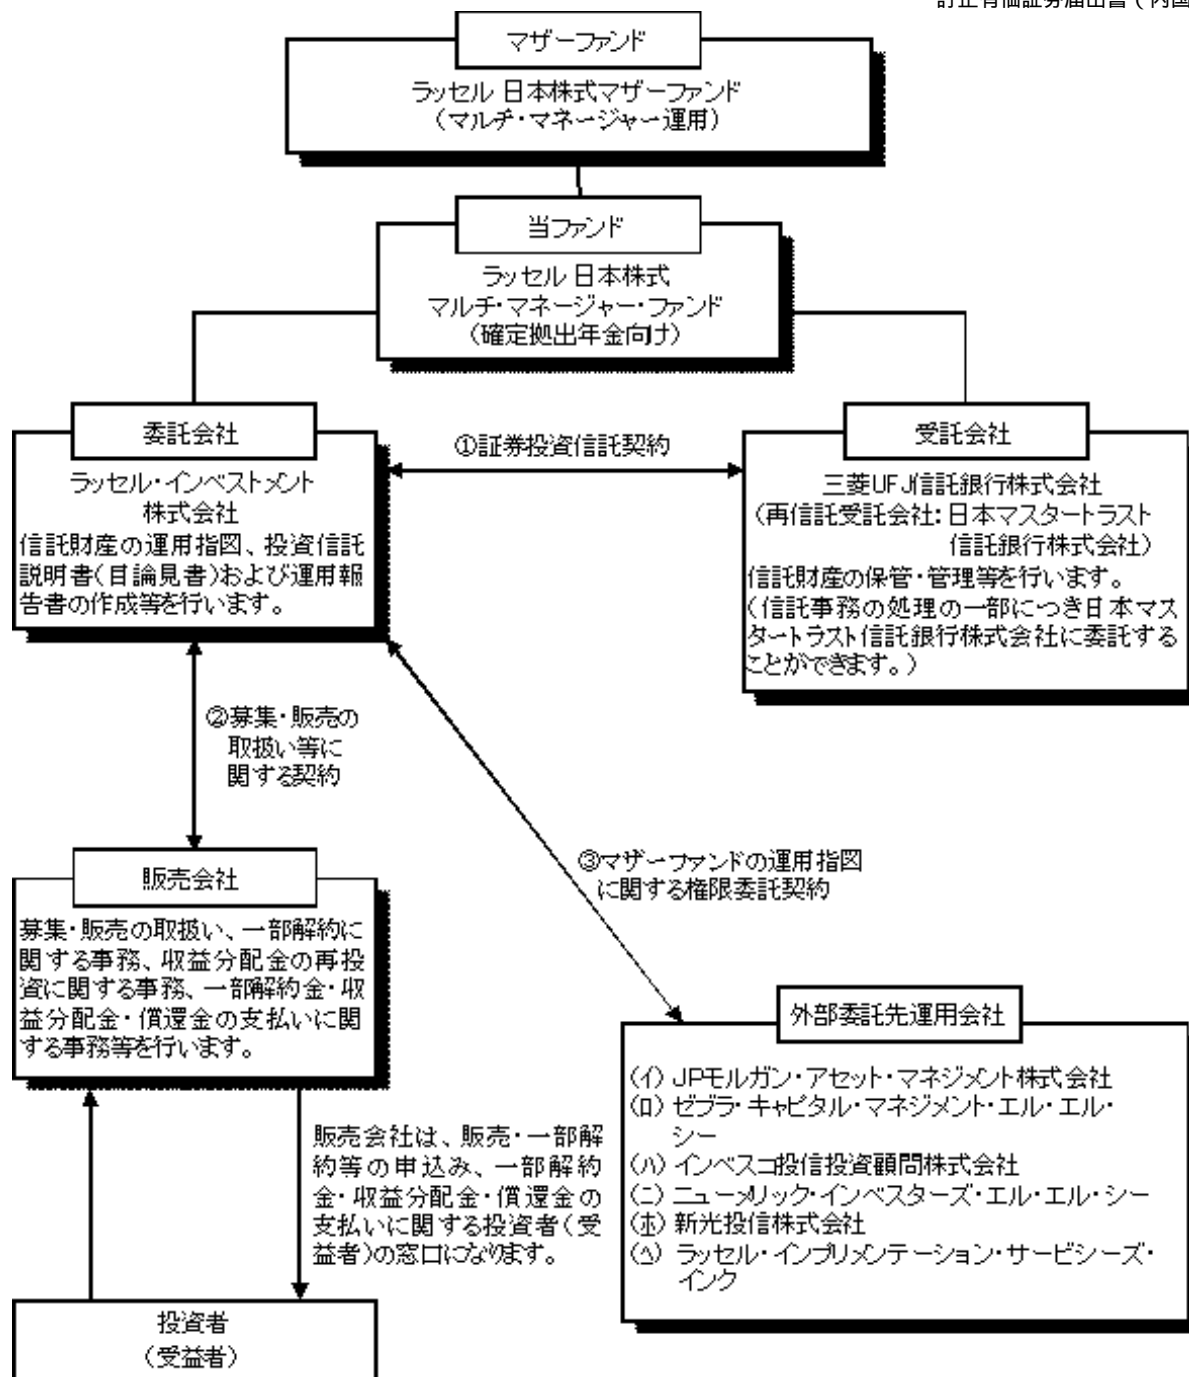 訂正有価証券届出書(内国
マザーファンド
ラッセル 日本株式マザーファンド
(マルチ・マネージャー運用)
当ファンド
ラッセル 日本株式
マルチ・マネージャー・ファンド
(確定拠出年金向け)
委託会社
ラッセル・インベストメント
株式会社
信託財産の運用指図、投資信託
説明書(目論見書)および運用報
告書の作成等を行います。
①証券投資信託契約
受託会社
三菱UFJ信託銀行株式会社
(再信託受託会社:日本マスタートラスト
信託銀行株式会社)
信託財産の保管・管理等を行います。
(信託事務の処理の一部につき日本マス
タートラスト信託銀行株式会社に委託する
ことができます。)
②募集・販売の
取扱い等に
関する契約
③マザーファンドの運用指図
に関する権限委託契約
販売会社
募集・販売の取扱い、一部解約に
関する事務、収益分配金の再投
資に関する事務、一部解約金・収
益分配金・償還金の支払いに関
する事務等を行います。
外部委託先運用会社
(イ) JPモルガン・アセット・マネジメント株式会社
(ロ) ゼブラ・キャピタル・マネジメント・エル・エル・
シー
(ハ) インベスコ投信投資顧問株式会社
(ニ) ニューメリック・インベスターズ・エル・エル・シー
(ホ) 新光投信株式会社
(ヘ) ラッセル・インプリメンテーション・サービシーズ・
インク
販売会社は、販売・一部解
約等の申込み、一部解約
金・収益分配金・償還金の
支払いに関する投資者(受
益者)の窓口になります。
投資者
(受益者)